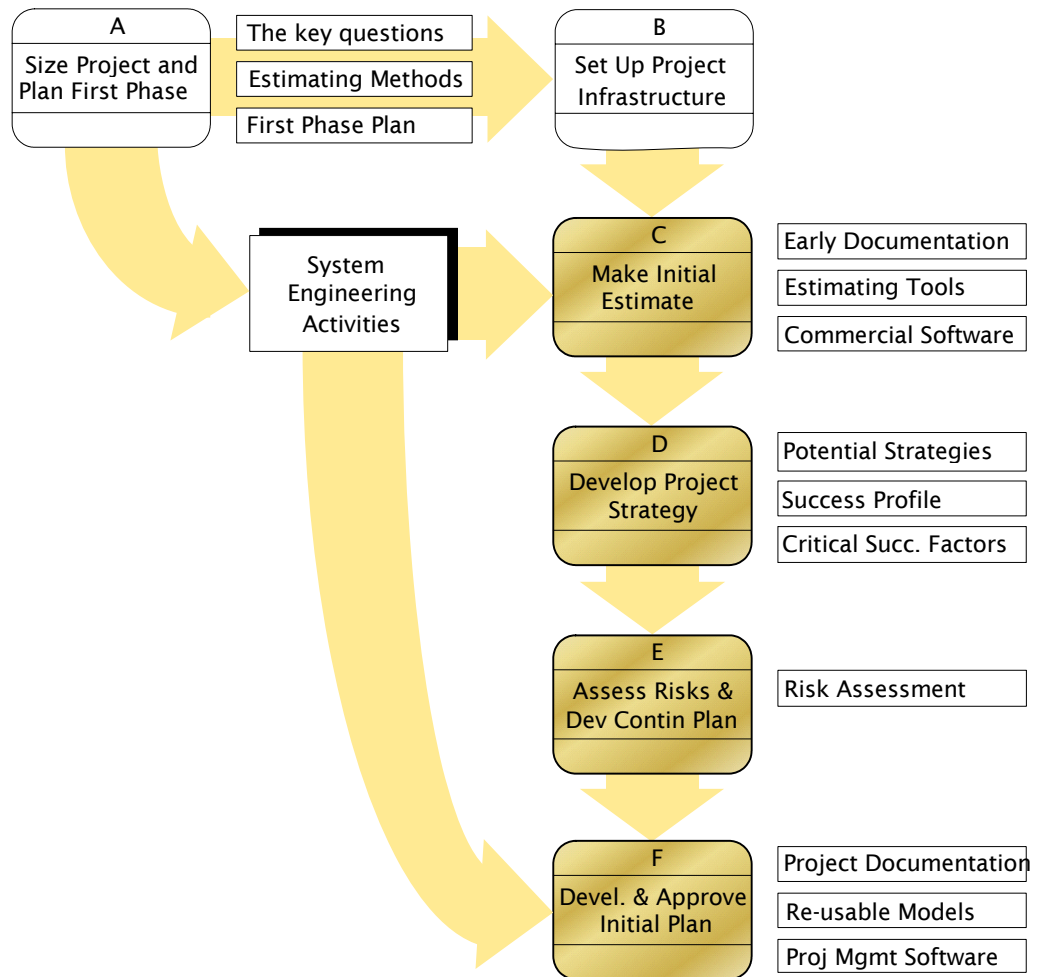 A
Size Project and
Plan First Phase
The key questions
Estimating Methods
First Phase Plan
B
Set Up Project
Infrastructure
System
Engineering
Activities
C
Make Initial
Estimate
Early Documentation
Estimating Tools
Commercial Software
D
Develop Project
Strategy
Potential Strategies
Success Profile
Critical Succ. Factors
E
Assess Risks &
Dev Contin Plan
Risk Assessment
F
Devel. & Approve
Initial Plan
Project Documentation
Re-usable Models
Proj Mgmt Software